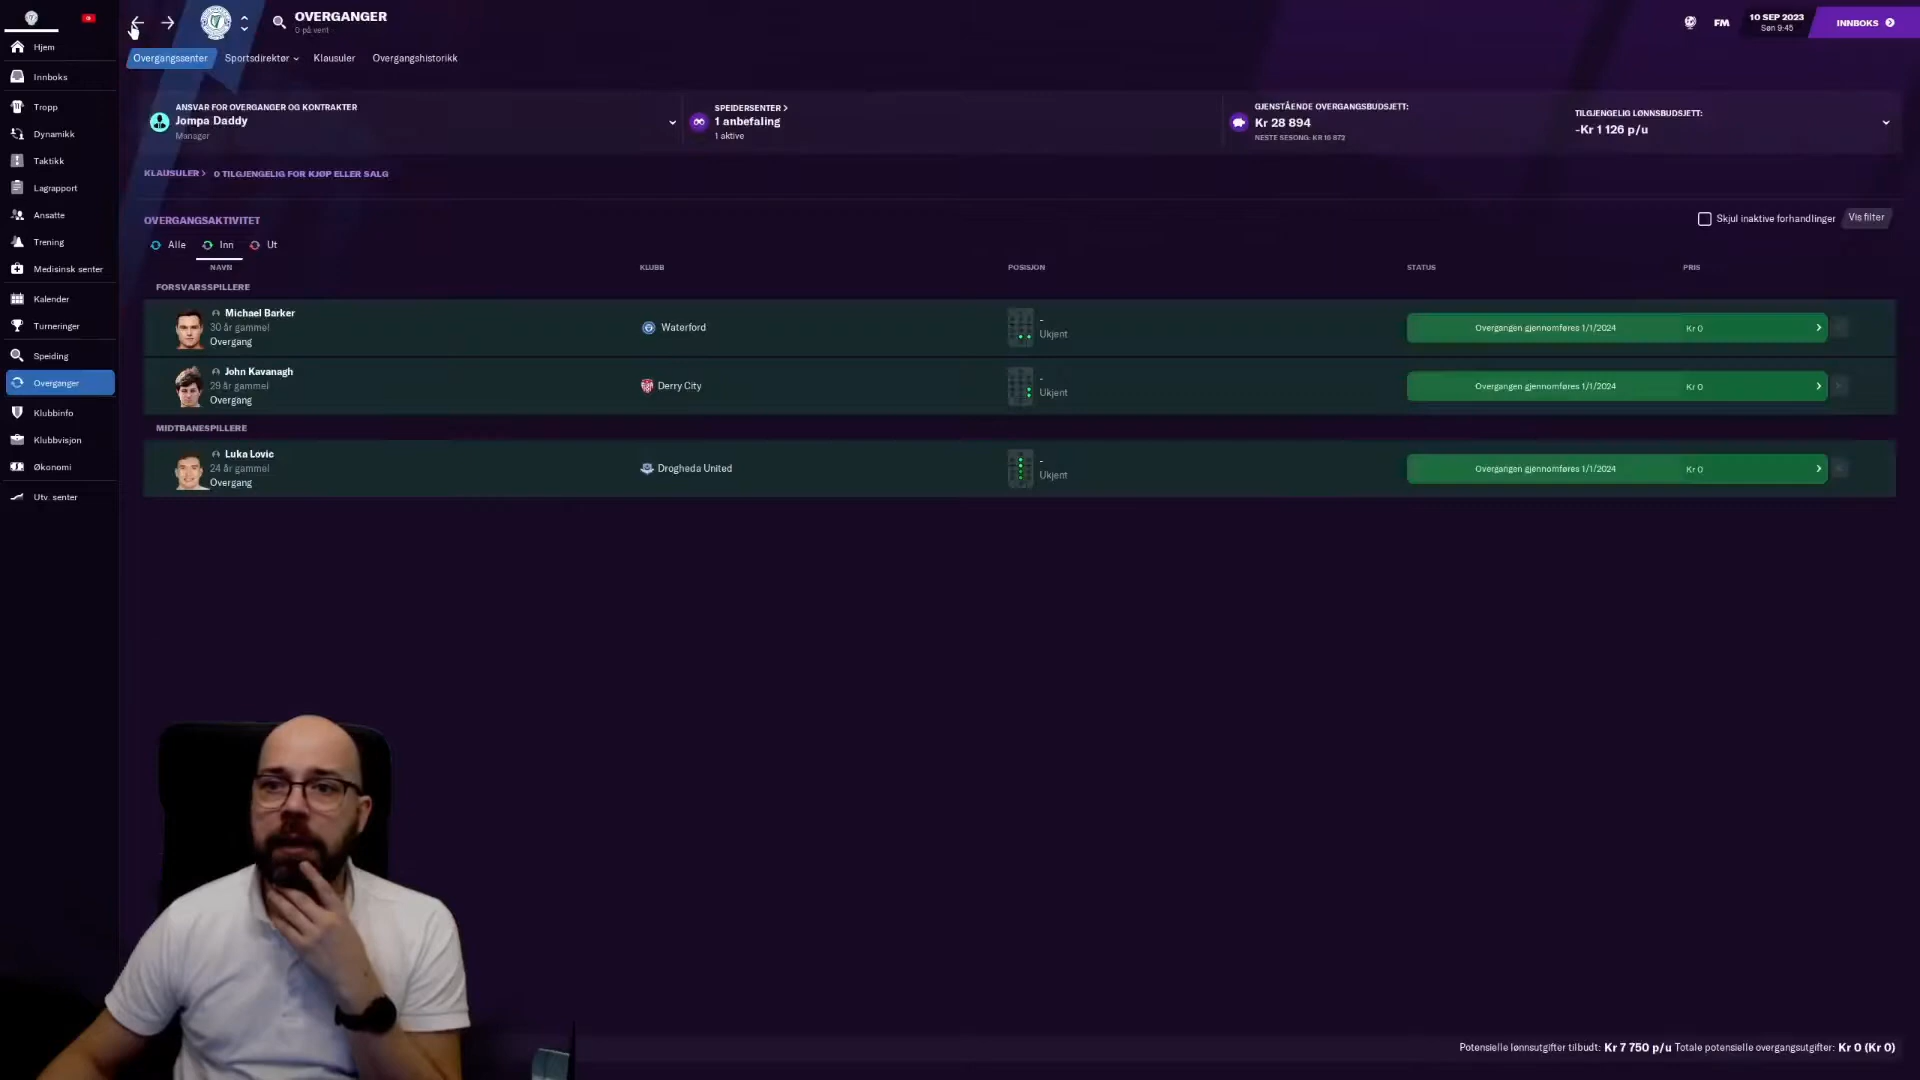 OVERGANGER
0 på vent
FM
10 SEP 2023
Søn 9:45
INNBOKS
Hjem
Innboks
Tropp
Dynamikk
Taktikk
Lagrapport
Ansatte
Trening
Medisinsk senter
Kalender
Turneringer
Speiding
Overganger
Klubbinfo
Klubbvisjon
Økonomi
Utv. senter
Overgangssenter
Sportsdirektør
Klausuler
Overgangshistorikk
ANSVAR FOR OVERGANGER OG KONTRAKTER
Jompa Daddy
Manager
SPEIDERSENTER >
1 anbefaling
1 aktive
GJENSTÅENDE OVERGANGSBUDSJETT:
Kr 28 894
NESTE SESONG: KR 16 872
TILGJENGELIG LØNNSBUDSJETT:
-Kr 1 126 p/u
KLAUSULER > 0 TILGJENGELIG FOR KJØP ELLER SALG
OVERGANGSAKTIVITET
Skjul inaktive forhandlinger
Vis filter
Alle
Inn
Ut
NAVN
KLUBB
POSISJON
STATUS
PRIS
FORSVARSSPILLERE
Michael Barker
30 år gammel
Overgang
Waterford
-
Ukjent
Overgangen gjennomføres 1/1/2024
Kr 0
John Kavanagh
29 år gammel
Overgang
Derry City
-
Ukjent
Overgangen gjennomføres 1/1/2024
Kr 0
MIDTBANESPILLERE
Luka Lovic
24 år gammel
Overgang
Drogheda United
-
Ukjent
Overgangen gjennomføres 1/1/2024
Kr 0
Potensielle lønnsutgifter tilbudt: Kr 7 750 p/u Totale potensielle overgangsutgifter: Kr 0 (Kr 0)